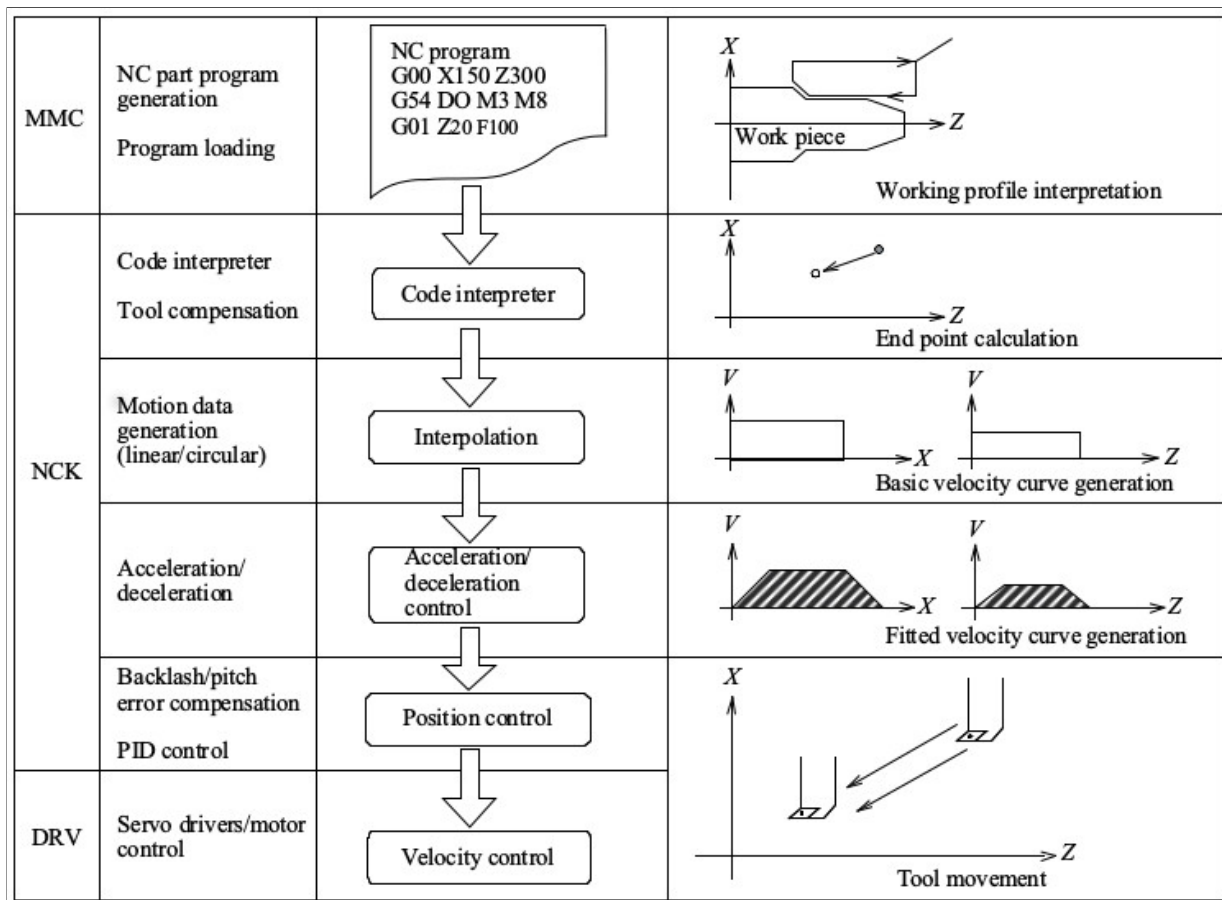 MMC
NC part program
generation
Program loading
NC program
G00 X150 Z300
G54 DO M3 M8
G01 Z20 F100
X
Z
Work piece
Working profile interpretation
NCK
Code interpreter
Tool compensation
Code interpreter
X
Z
End point calculation
Motion data
generation
(linear/circular)
Interpolation
V
X
V
Z
Basic velocity curve generation
Acceleration/
deceleration
Acceleration/
deceleration
control
V
X
V
Z
Fitted velocity curve generation
Backlash/pitch
error compensation
PID control
Position control
X
Z
Tool movement
DRV
Servo drivers/motor
control
Velocity control